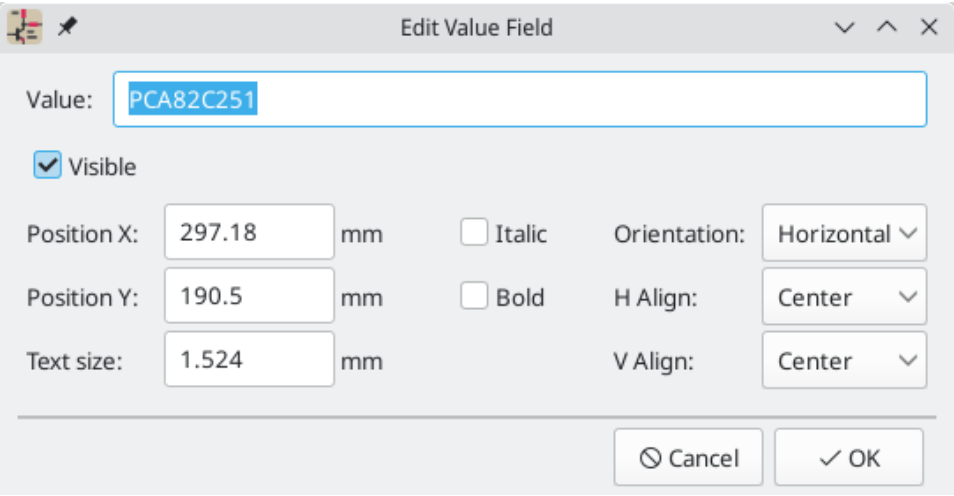 Edit Value Field
Value: PCA82C251
Visible
Position X: 297.18 mm Italic Orientation: Horizontal
Position Y: 190.5 mm Bold H Align: Center
Text size: 1.524 mm V Align: Center
Cancel OK